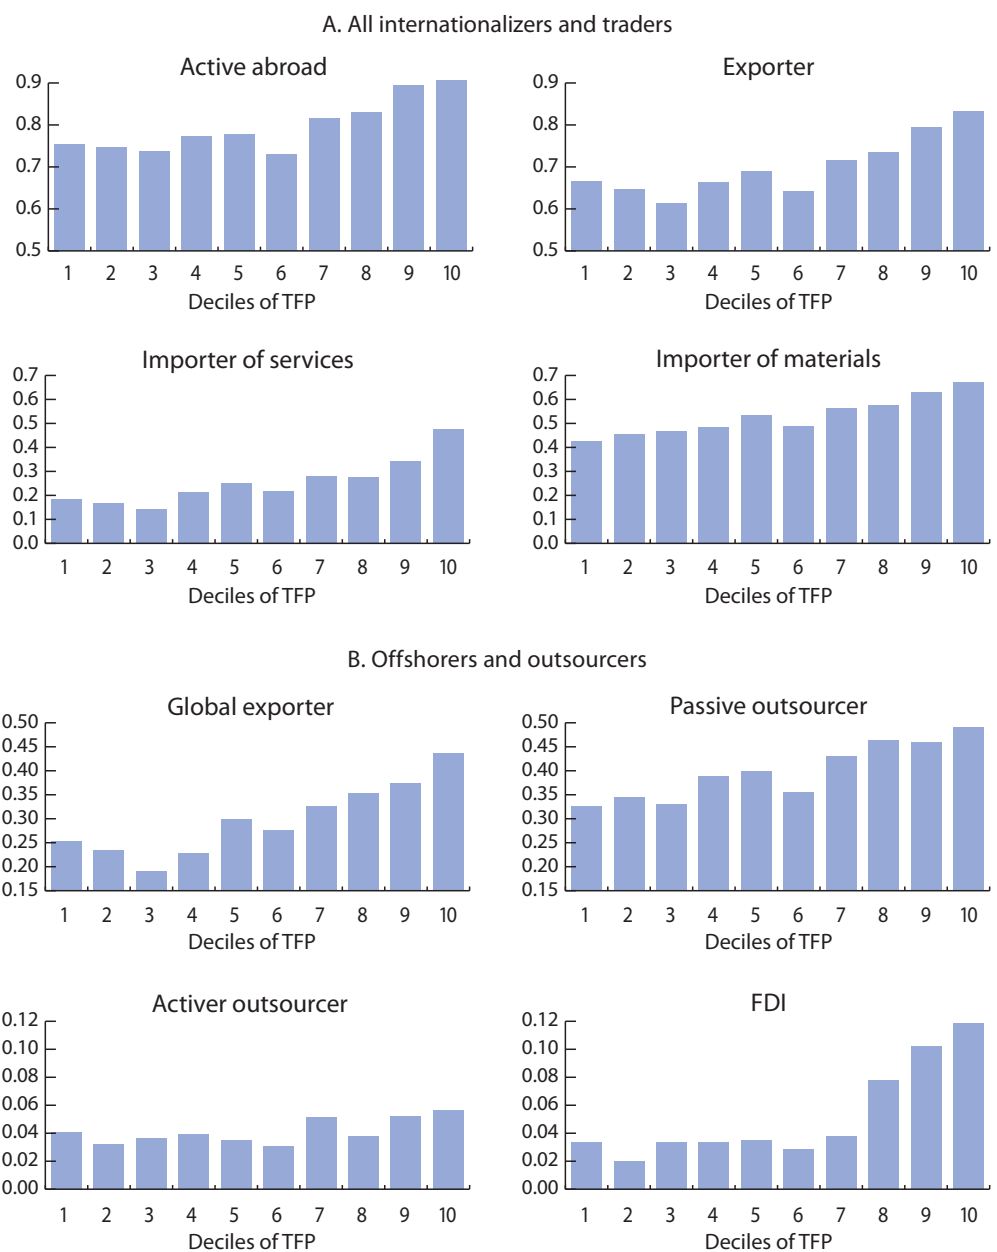 A. All internationalizers and traders
Active abroad
0.9
0.8
0.7
0.6
0.5
1 2 3 4 5 6 7 8 9 10
Deciles of TFP
Exporter
0.9
0.8
0.7
0.6
0.5
1 2 3 4 5 6 7 8 9 10
Deciles of TFP
Importer of services
0.7
0.6
0.5
0.4
0.3
0.2
0.1
0.0
1 2 3 4 5 6 7 8 9 10
Deciles of TFP
Importer of materials
0.7
0.6
0.5
0.4
0.3
0.2
0.1
0.0
1 2 3 4 5 6 7 8 9 10
Deciles of TFP
B. Offshorers and outsourcers
Global exporter
0.50
0.45
0.40
0.35
0.30
0.25
0.20
0.15
1 2 3 4 5 6 7 8 9 10
Deciles of TFP
Passive outsourcer
0.50
0.45
0.40
0.35
0.30
0.25
0.20
0.15
1 2 3 4 5 6 7 8 9 10
Deciles of TFP
Activer outsourcer
0.12
0.10
0.08
0.06
0.04
0.02
0.00
1 2 3 4 5 6 7 8 9 10
Deciles of TFP
FDI
0.12
0.10
0.08
0.06
0.04
0.02
0.00
1 2 3 4 5 6 7 8 9 10
Deciles of TFP